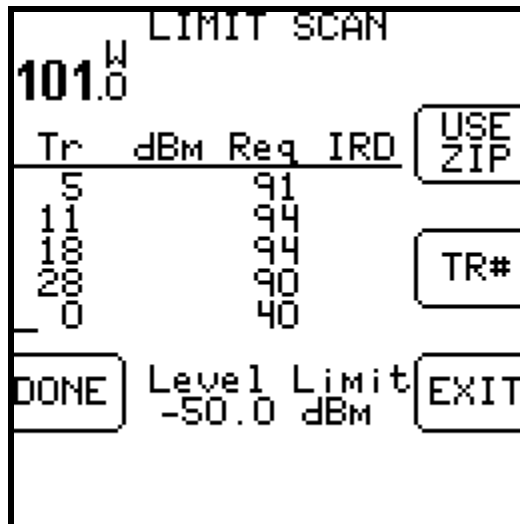 LIMIT SCAN
101.0 W
Tr dBm Req IRD
USE ZIP
5 91
11 94
18 94
28 90
_ 0 40
TR#
DONE
Level Limit
-50.0 dBm
EXIT